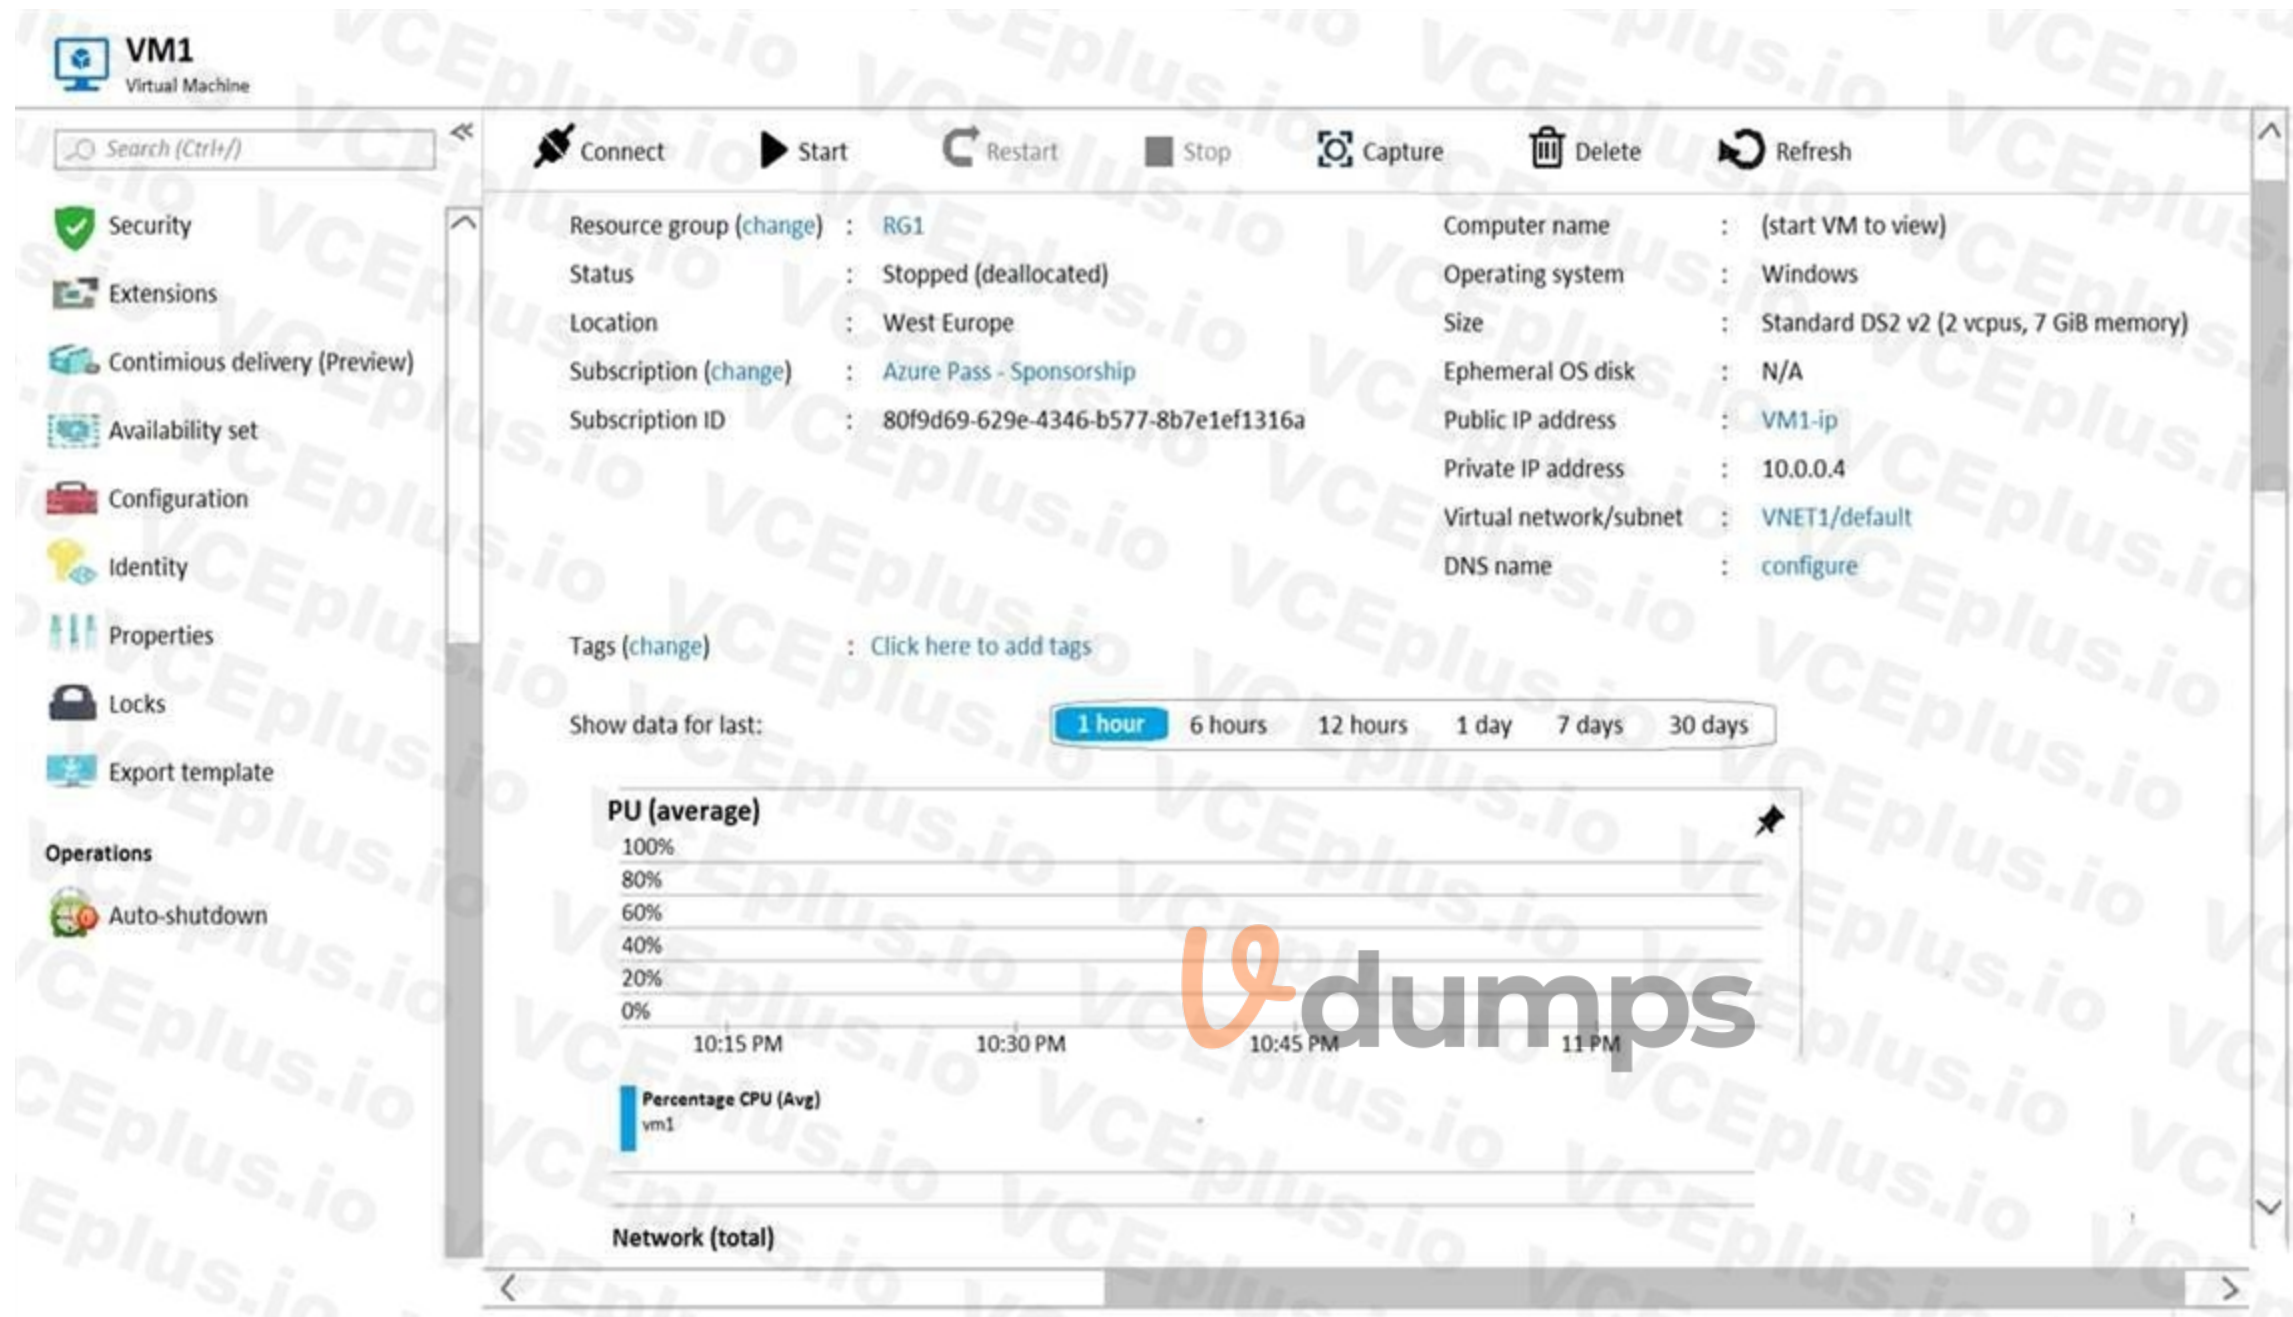 VM1
Virtual Machine
Search (Ctrl+/)
«
Connect
Start
Restart
Stop
Capture
Delete
Refresh
Security
Extensions
Contimious delivery (Preview)
Availability set
Configuration
Identity
Properties
Locks
Export template
Operations
Auto-shutdown
Resource group (change) : RG1
Status : Stopped (deallocated)
Location : West Europe
Subscription (change) : Azure Pass - Sponsorship
Subscription ID : 80f9d69-629e-4346-b577-8b7e1ef1316a
Computer name : (start VM to view)
Operating system : Windows
Size : Standard DS2 v2 (2 vcpus, 7 GiB memory)
Ephemeral OS disk : N/A
Public IP address : VM1-ip
Private IP address : 10.0.0.4
Virtual network/subnet : VNET1/default
DNS name : configure
Tags (change) : Click here to add tags
Show data for last:
1 hour 6 hours 12 hours 1 day 7 days 30 days
PU (average)
100%
80%
60%
40%
20%
0%
10:15 PM 10:30 PM 10:45 PM 11 PM
Percentage CPU (Avg)
vm1
Network (total)
Vdumps
VCEplus.io